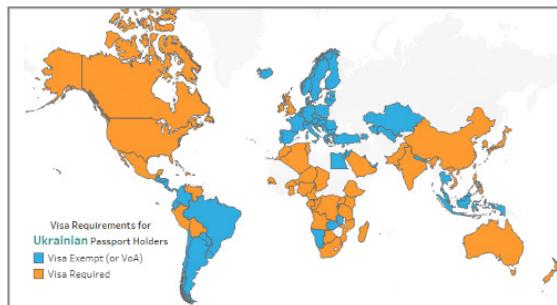 Visa Requirements for
Ukrainian Passport Holders
Visa Exempt (or VoA)
Visa Required